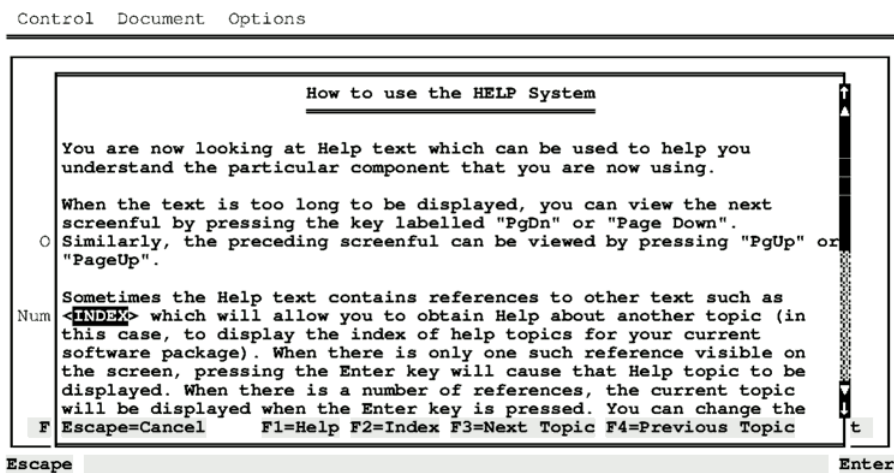 Control Document Options
How to use the HELP System
You are now looking at Help text which can be used to help you
understand the particular component that you are now using.
When the text is too long to be displayed, you can view the next
screenful by pressing the key labelled "PgDn" or "Page Down".
O Similarly, the preceding screenful can be viewed by pressing "PgUp" or
"PageUp".
Sometimes the Help text contains references to other text such as
Num <INDEX> which will allow you to obtain Help about another topic (in
this case, to display the index of help topics for your current
software package). When there is only one such reference visible on
the screen, pressing the Enter key will cause that Help topic to be
displayed. When there is a number of references, the current topic
will be displayed when the Enter key is pressed. You can change the
F Escape=Cancel F1=Help F2=Index F3=Next Topic F4=Previous Topic t
Escape Enter